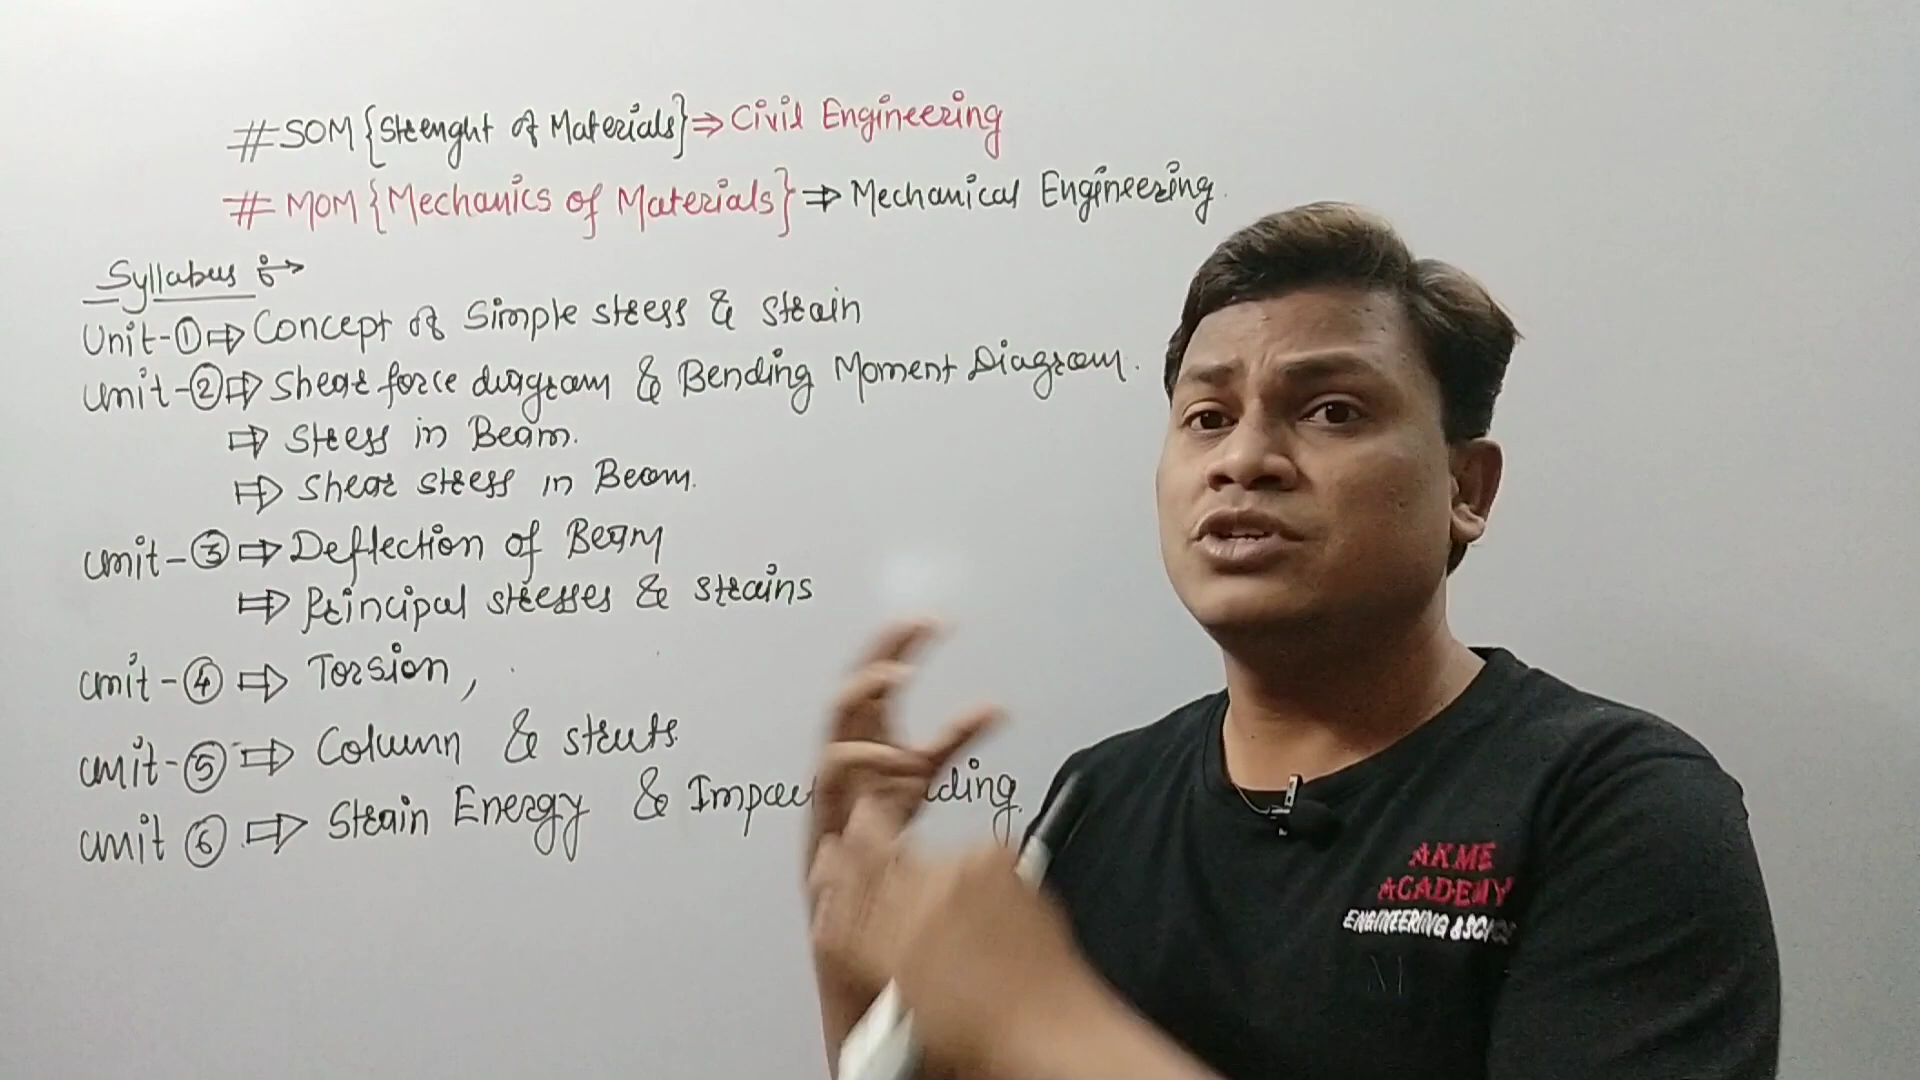 #SOM{Strenght of Materials}⇒Civil Engineering
#MOM{Mechanics of Materials}⇒Mechanical Engineering.
Syllabus :→
Unit-①⇒Concept of Simple stress & strain
unit-②⇒Shear force diagram & Bending Moment Diagram.
⇒ Stress in Beam.
⇒ Shear stress in Beam.
unit-③⇒Deflection of Beam
⇒ Principal stresses & strains
unit-④⇒ Torsion,
unit-⑤⇒ Column & struts
unit ⑥⇒ Strain Energy & Impact
AKME
ACADEMY
ENGINEERING &